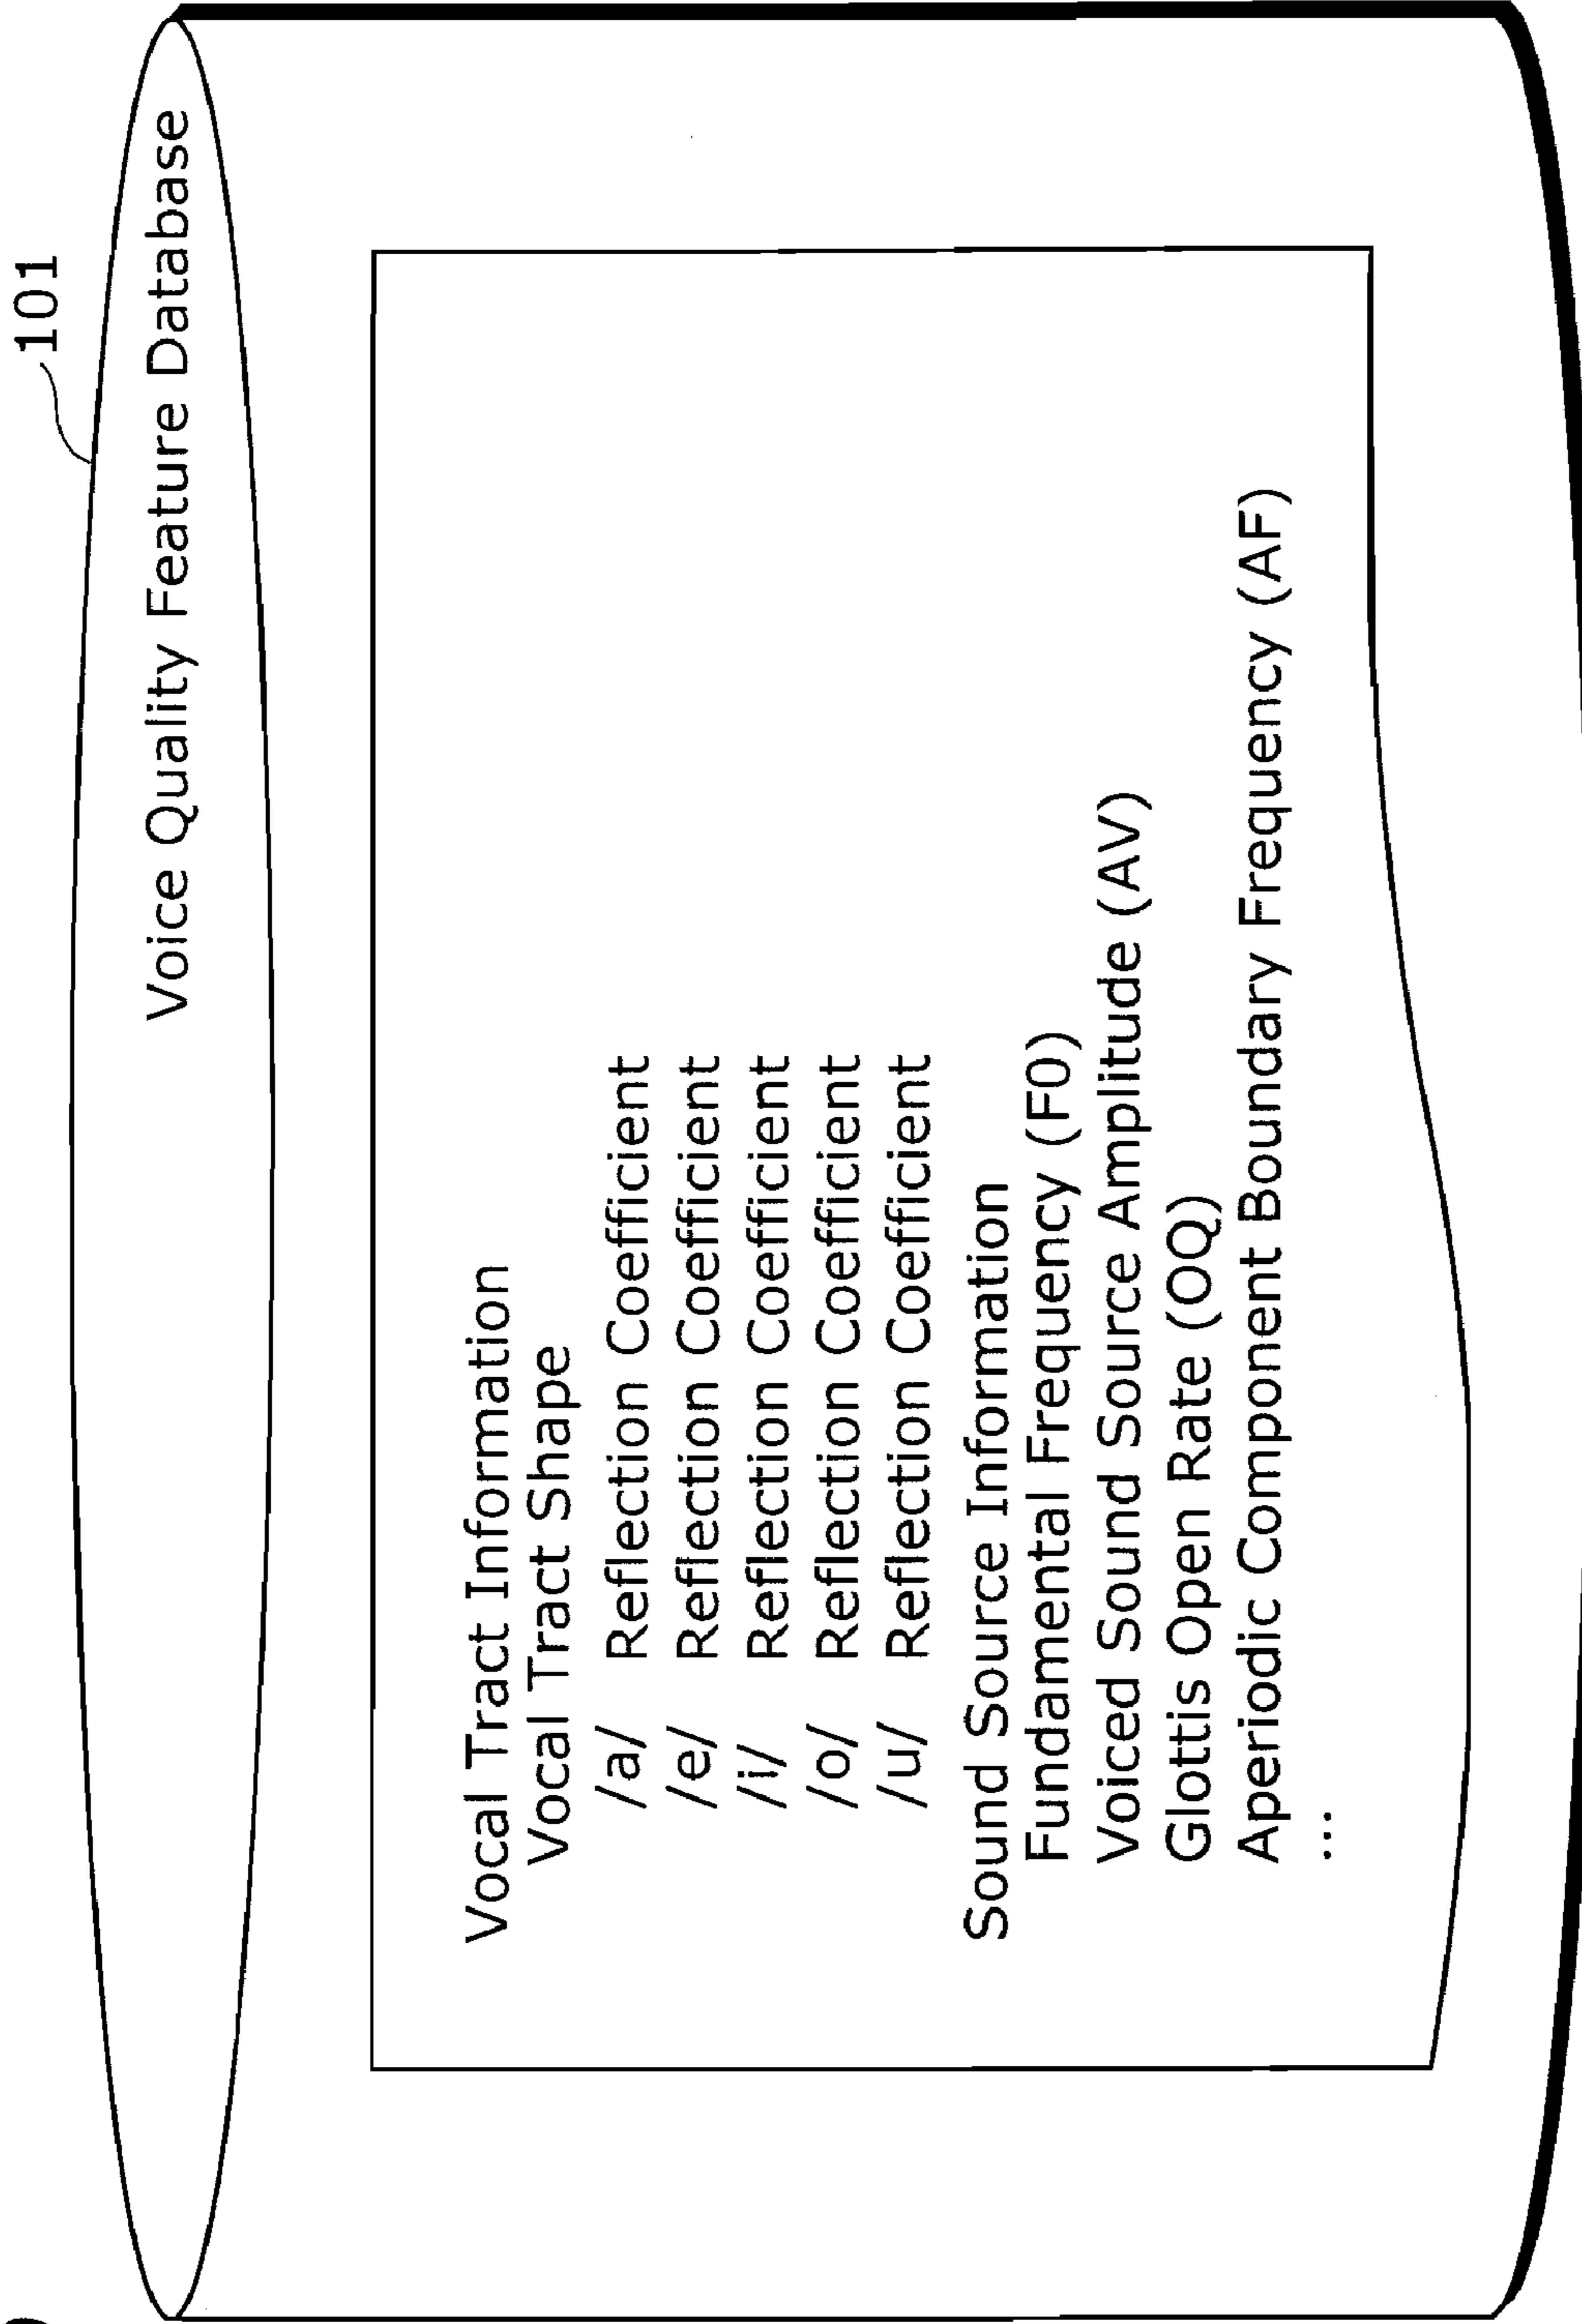 101
Voice Quality Feature Database
Vocal Tract Information
Vocal Tract Shape
/a/ Reflection Coefficient
/e/ Reflection Coefficient
/i/ Reflection Coefficient
/o/ Reflection Coefficient
/u/ Reflection Coefficient
Sound Source Information
Fundamental Frequency (F0)
Voiced Sound Source Amplitude (AV)
Glottis Open Rate (OQ)
Aperiodic Component Boundary Frequency (AF)
...